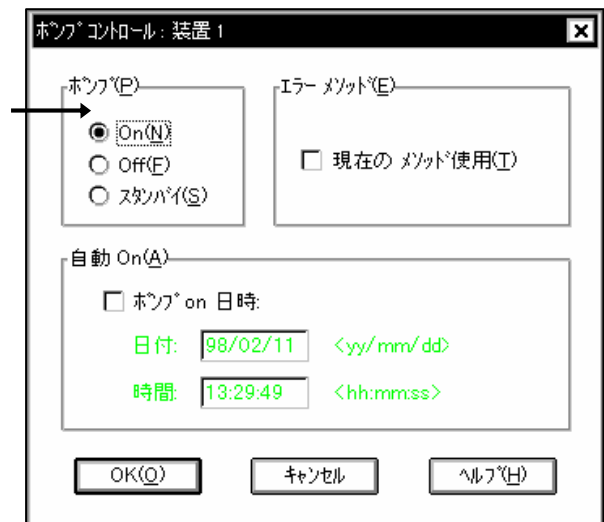 ﾎﾟﾝﾌﾟ ｺﾝﾄﾛｰﾙ : 装置 1
ﾎﾟﾝﾌﾟ(P)
On(N)
Off(F)
ｽﾀﾝﾊﾞｲ(S)
ｴﾗｰ ﾒｿｯﾄﾞ(E)
現在の ﾒｿｯﾄﾞ使用(T)
自動 On(A)
ﾎﾟﾝﾌﾟ on 日時:
日付: 98/02/11 <yy/mm/dd>
時間: 13:29:49 <hh:mm:ss>
OK(O) ｷｬﾝｾﾙ ﾍﾙﾌﾟ(H)